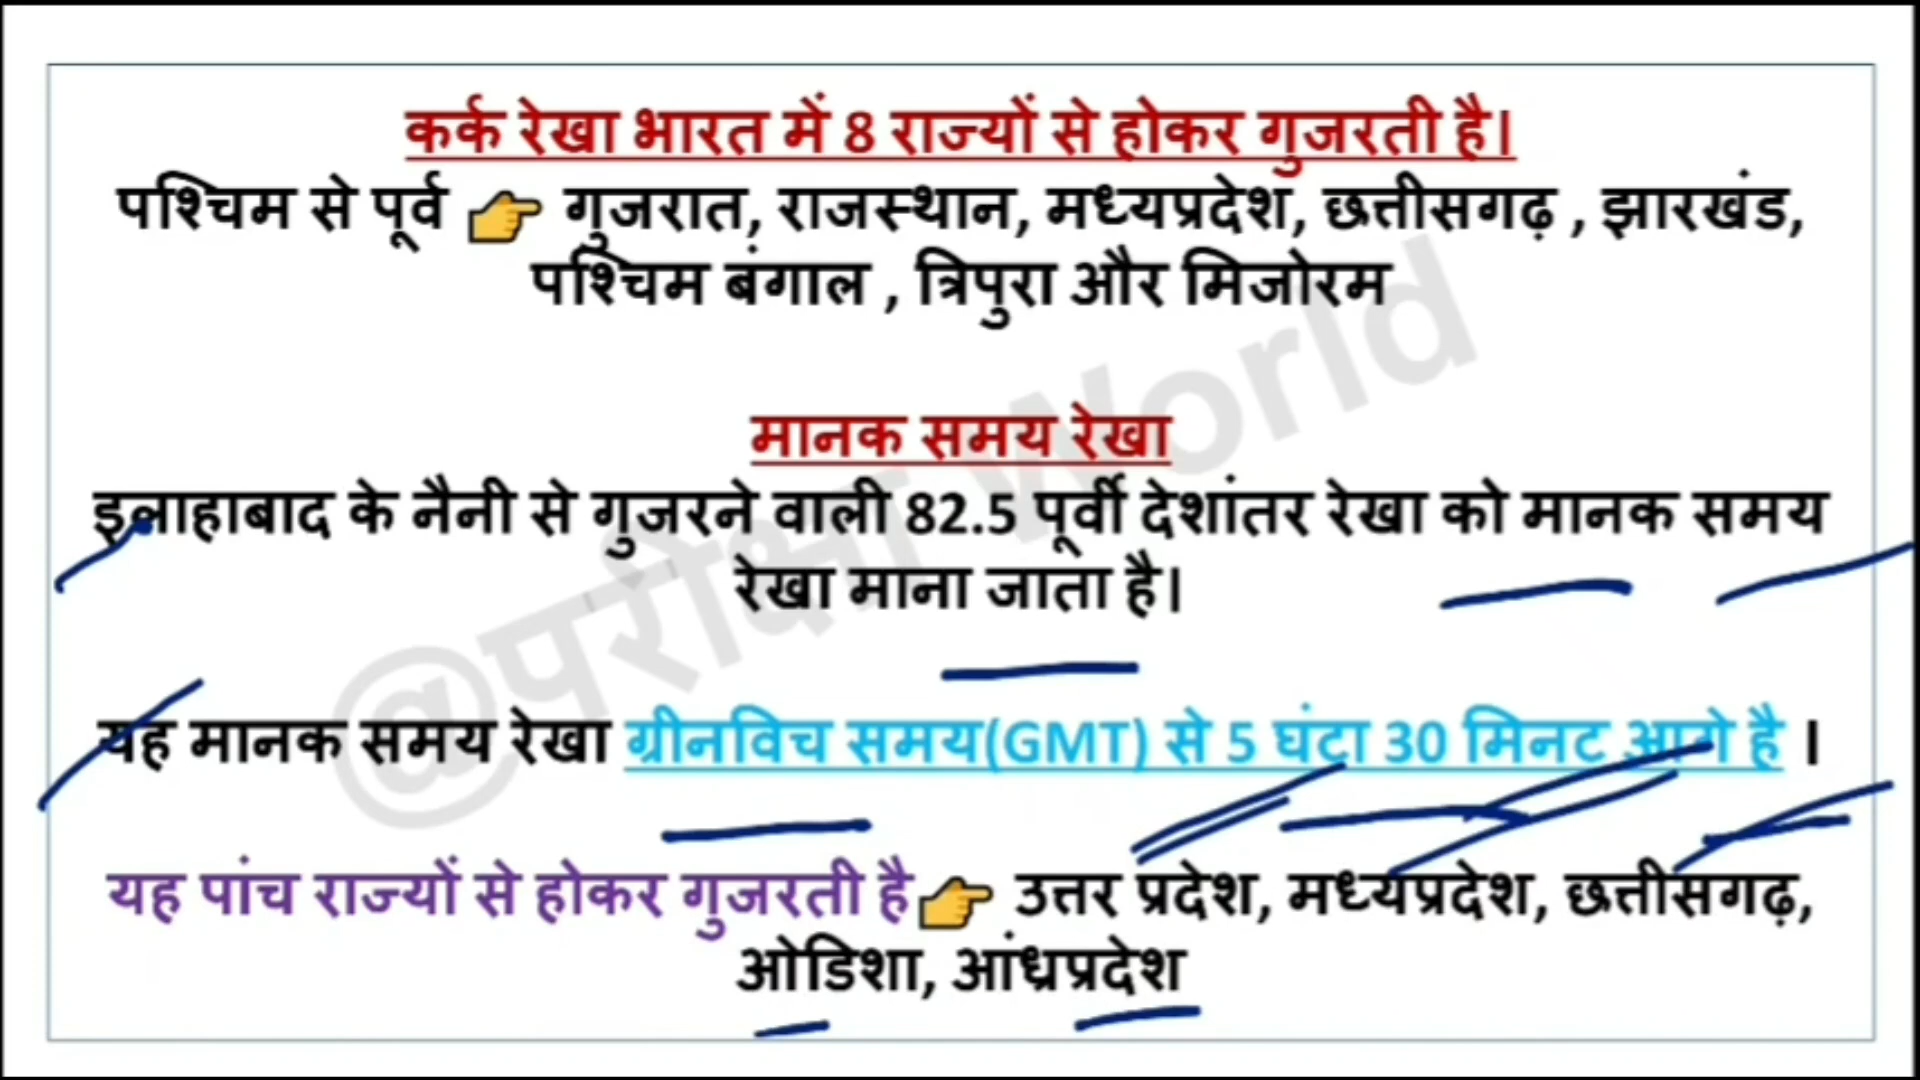 कर्क रेखा भारत में 8 राज्यों से होकर गुजरती है।
पश्चिम से पूर्व 👉 गुजरात, राजस्थान, मध्यप्रदेश, छत्तीसगढ़ , झारखंड,
पश्चिम बंगाल , त्रिपुरा और मिजोरम
मानक समय रेखा
इलाहाबाद के नैनी से गुजरने वाली 82.5 पूर्वी देशांतर रेखा को मानक समय
रेखा माना जाता है।
यह मानक समय रेखा ग्रीनविच समय(GMT) से 5 घंटा 30 मिनट आगे है ।
यह पांच राज्यों से होकर गुजरती है👉 उत्तर प्रदेश, मध्यप्रदेश, छत्तीसगढ़,
ओडिशा, आंध्रप्रदेश
@परीक्षा World